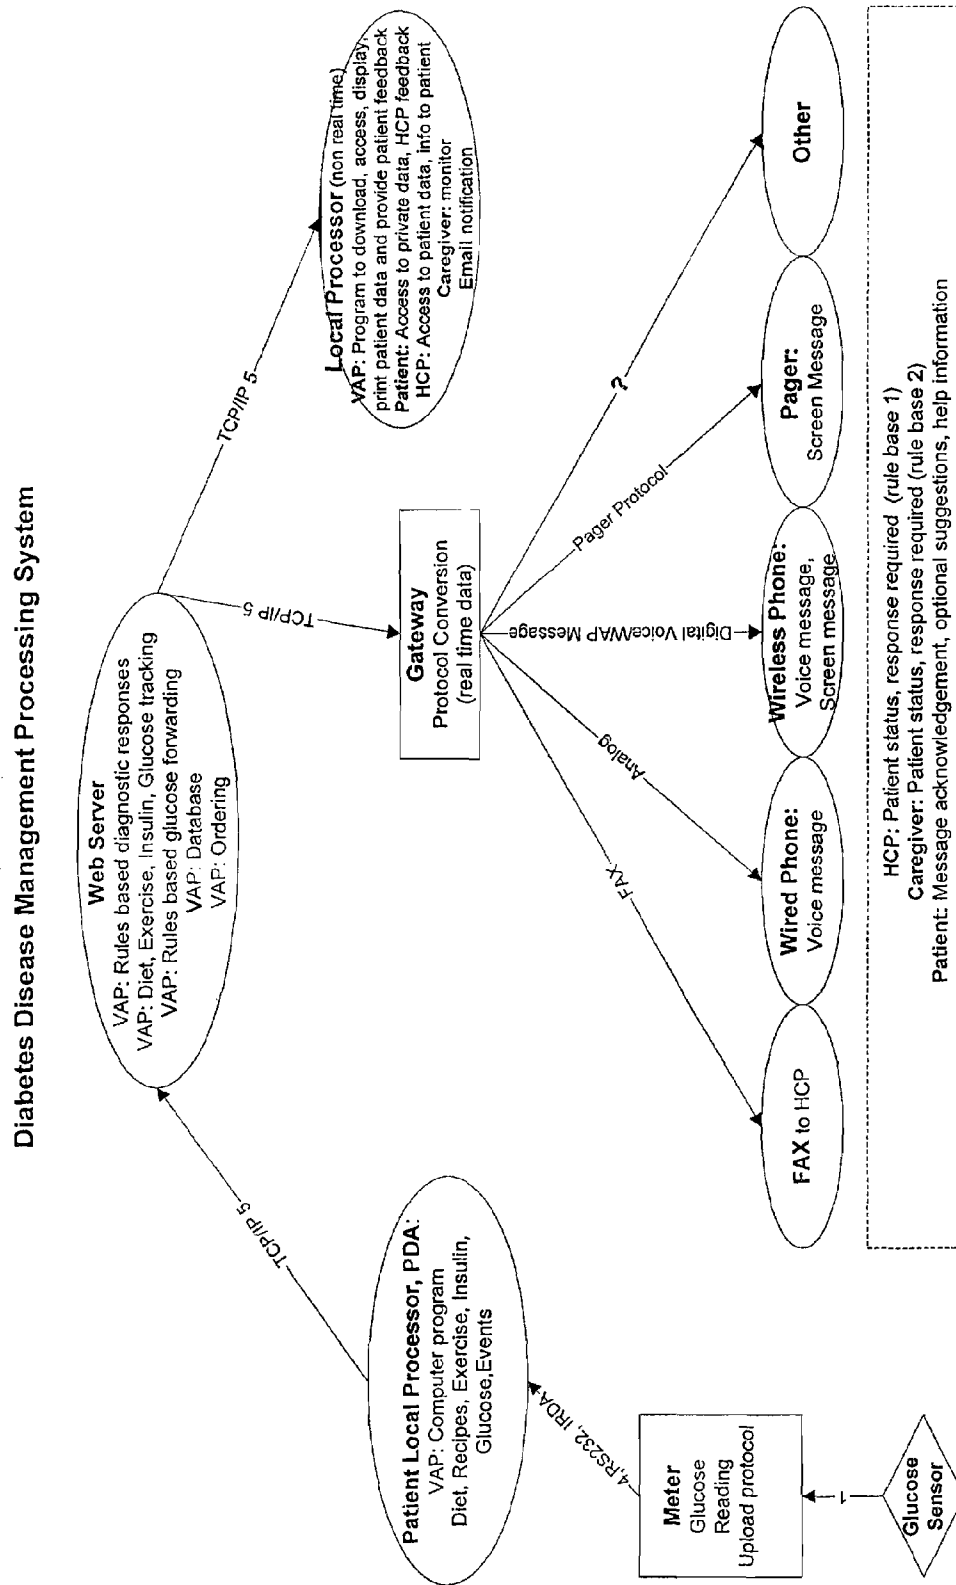 Diabetes Disease Management Processing System
Web Server
VAP: Rules based diagnostic responses
VAP: Diet, Exercise, Insulin, Glucose tracking
VAP: Rules based glucose forwarding
VAP: Database
VAP: Ordering
TCP/IP 5
TCP/IP 5
TCP/IP 5
Patient Local Processor, PDA:
VAP: Computer program
Diet, Recipes, Exercise, Insulin,
Glucose,Events
Local Processor (non real time)
VAP: Program to download, access, display,
print patient data and provide patient feedback
Patient: Access to private data, HCP feedback
HCP: Access to patient data, info to patient
Caregiver: monitor
Email notification
Gateway
Protocol Conversion
(real time data)
4,RS232, IRDA
Meter
Glucose
Reading
Upload protocol
1
Glucose
Sensor
FAX
Analog
Digital Voice/WAP Message
Pager Protocol
?
FAX to HCP
Wired Phone:
Voice message
Wireless Phone:
Voice message,
Screen message
Pager:
Screen Message
Other
HCP: Patient status, response required (rule base 1)
Caregiver: Patient status, response required (rule base 2)
Patient: Message acknowledgement, optional suggestions, help information